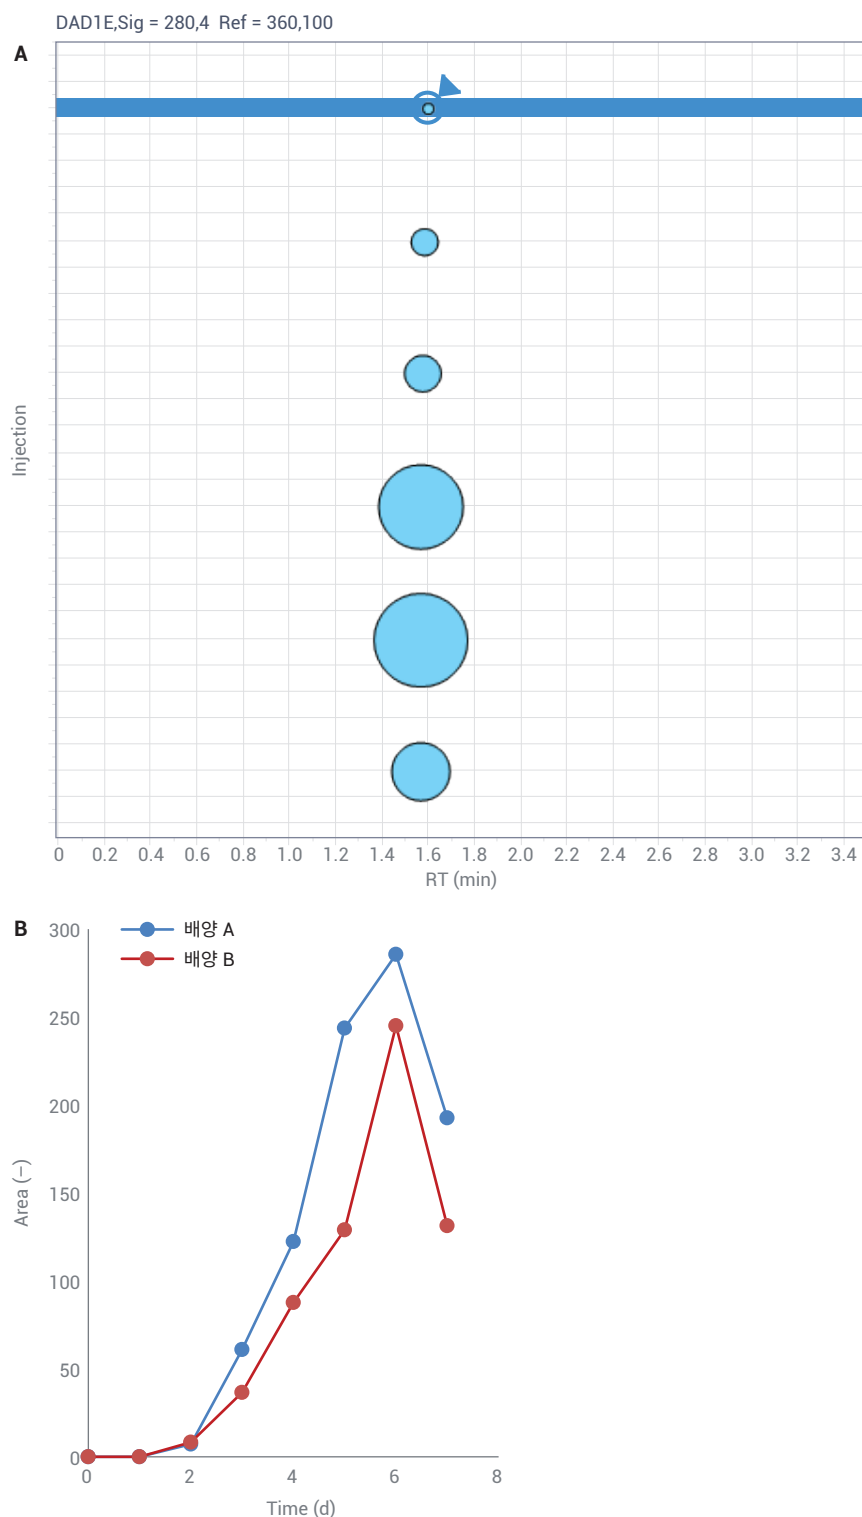 DAD1E,Sig = 280,4  Ref = 360,100
A
Injection
0 0.2 0.4 0.6 0.8 1.0 1.2 1.4 1.6 1.8 2.0 2.2 2.4 2.6 2.8 3.0 3.2 3.4
RT (min)
B
배양 A
배양 B
300
250
200
150
100
50
0
Area (–)
0 2 4 6 8
Time (d)